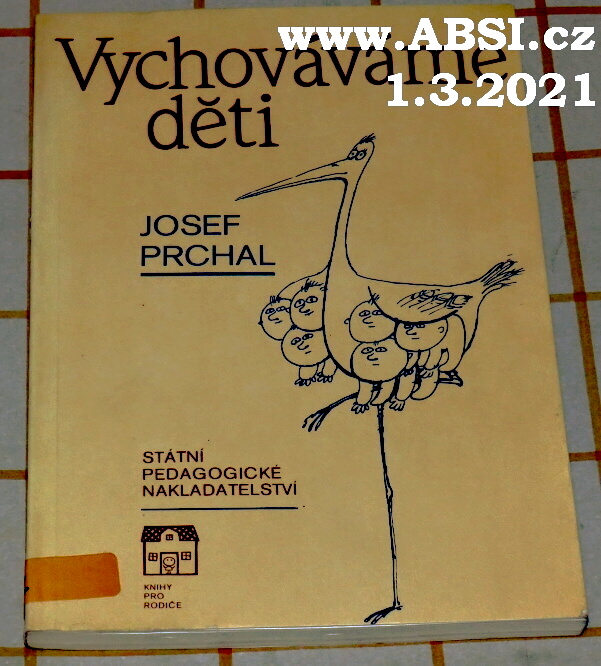 www.ABSI.cz
1.3.2021
Vychováváme
děti
JOSEF
PRCHAL
STÁTNÍ
PEDAGOGICKÉ
NAKLADATELSTVÍ
KNIHY
PRO
RODIČE